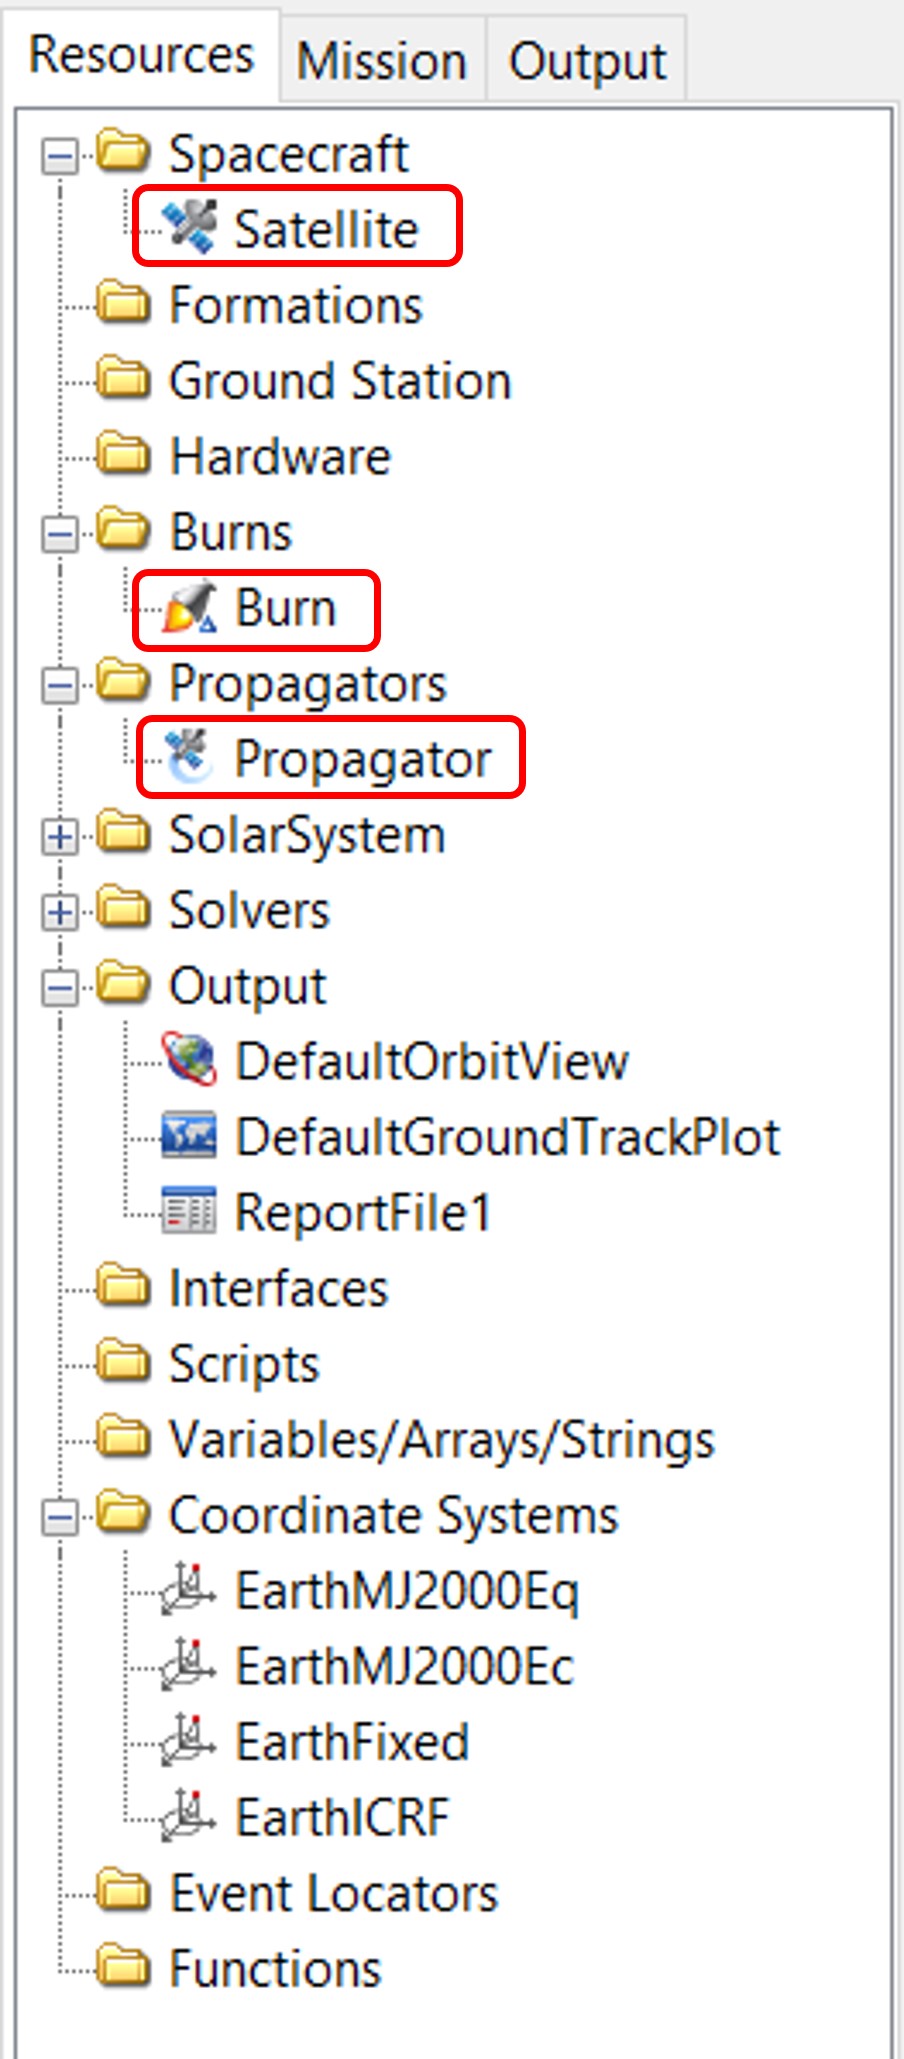 Resources Mission Output
Spacecraft
Satellite
Formations
Ground Station
Hardware
Burns
Burn
Propagators
Propagator
SolarSystem
Solvers
Output
DefaultOrbitView
DefaultGroundTrackPlot
ReportFile1
Interfaces
Scripts
Variables/Arrays/Strings
Coordinate Systems
EarthMJ2000Eq
EarthMJ2000Ec
EarthFixed
EarthICRF
Event Locators
Functions